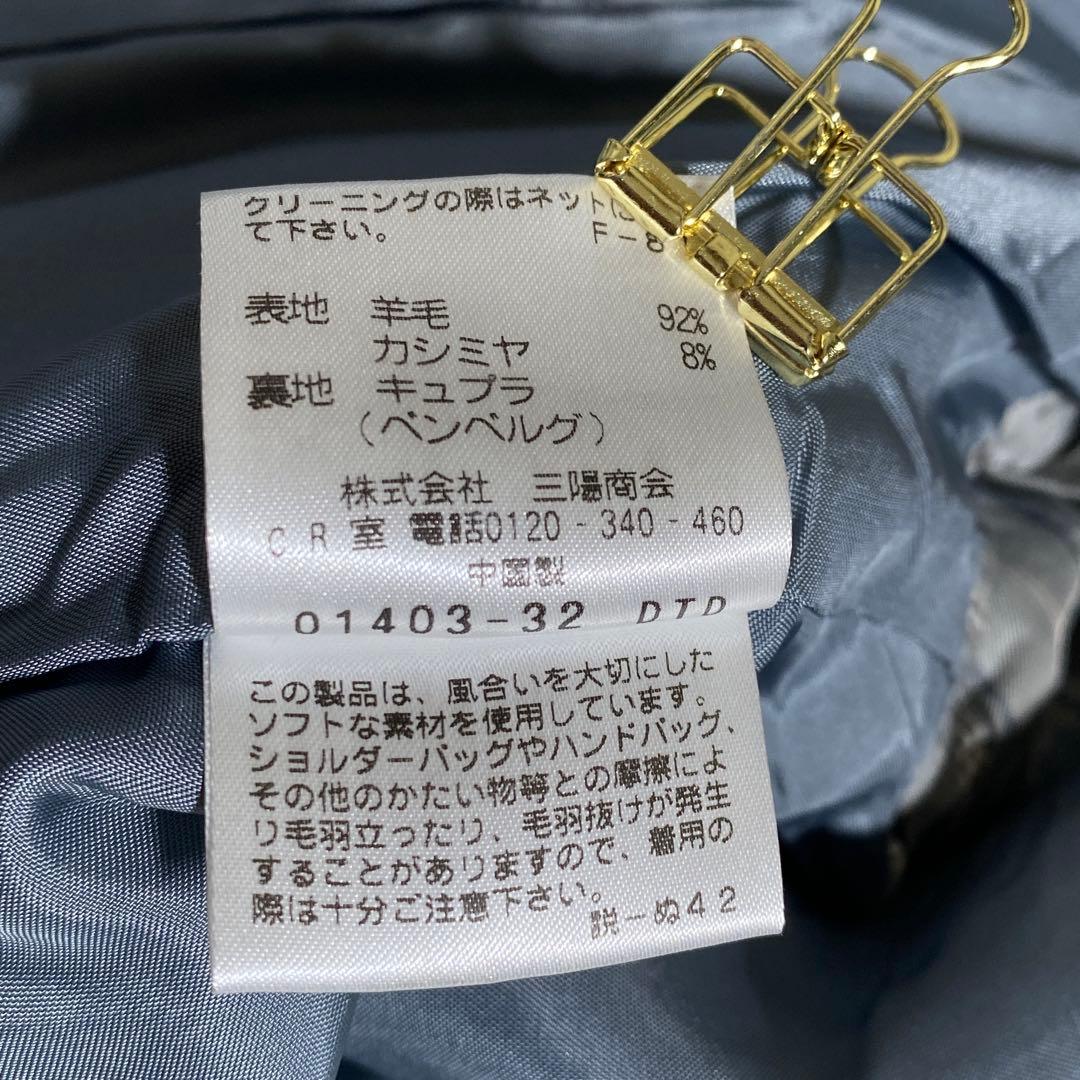 クリーニングの際はネットに
て下さい。 F-8
表地 羊毛 92%
カシミヤ 8%
裏地 キュプラ
(ベンベルグ)
株式会社 三陽商会
CR室 電話0120-340-460
中国製
01403-32 DTD
この製品は、風合いを大切にした
ソフトな素材を使用しています。
ショルダーバッグやハンドバッグ、
その他のかたい物等との摩擦によ
り毛羽立ったり、毛羽抜けが発生
することがありますので、着用の
際は十分ご注意下さい。
説-ぬ42